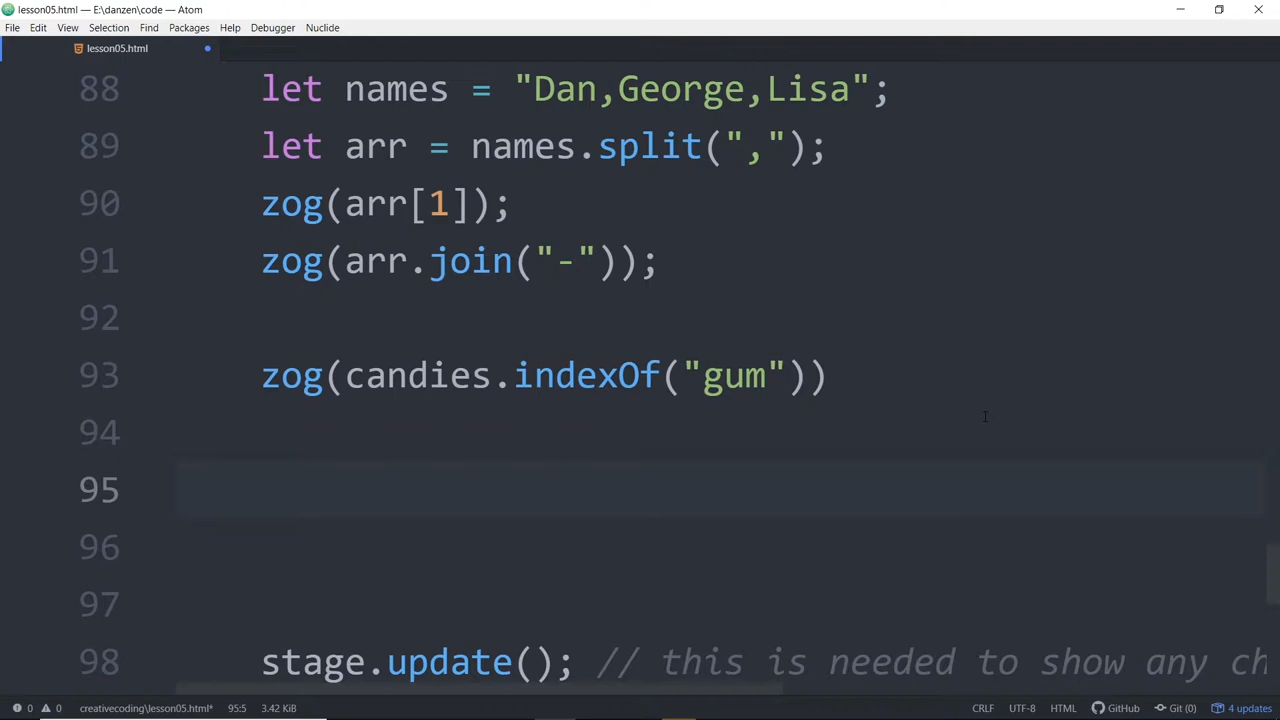 lesson05.html — E:\danzen\code — Atom
File Edit View Selection Find Packages Help Debugger Nuclide
lesson05.html
88 let names = "Dan,George,Lisa";
89 let arr = names.split(",");
90 zog(arr[1]);
91 zog(arr.join("-"));
92
93 zog(candies.indexOf("gum"))
94
95
96
97
98 stage.update(); // this is needed to show any ch
0 0 creativecoding\lesson05.html* 95:5 3.42 KiB CRLF UTF-8 HTML GitHub Git (0) 4 updates